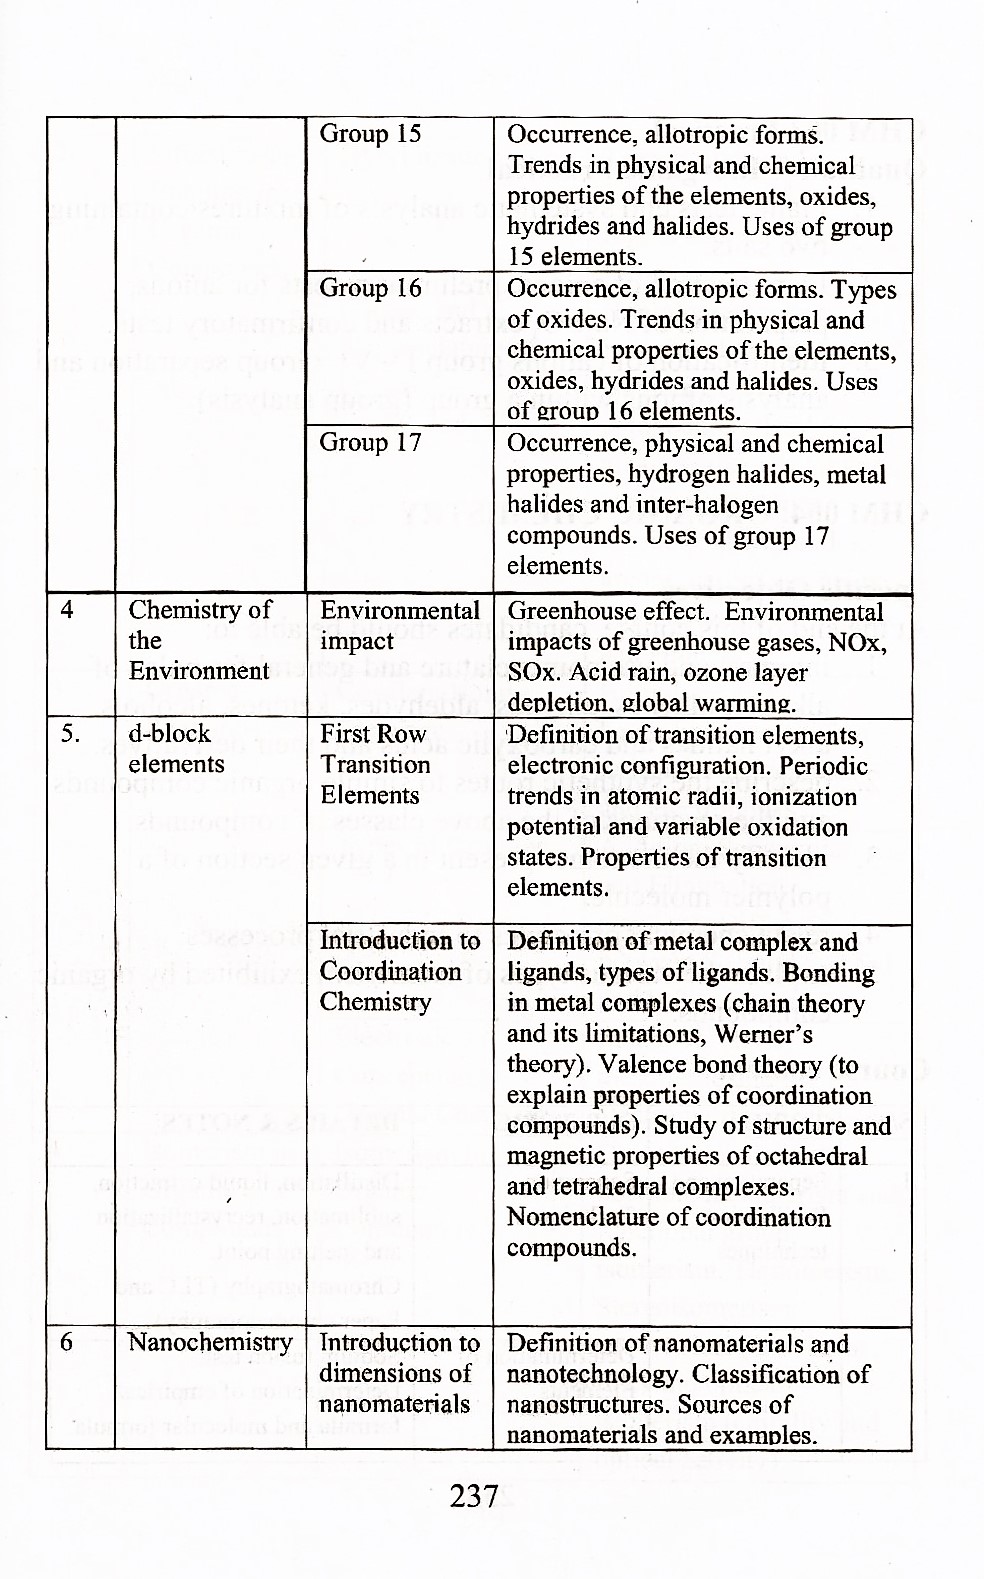 Group 15
Occurrence, allotropic forms.
Trends in physical and chemical
properties of the elements, oxides,
hydrides and halides. Uses of group
15 elements.
Group 16
Occurrence, allotropic forms. Types
of oxides. Trends in physical and
chemical properties of the elements,
oxides, hydrides and halides. Uses
of group 16 elements.
Group 17
Occurrence, physical and chemical
properties, hydrogen halides, metal
halides and inter-halogen
compounds. Uses of group 17
elements.
4
Chemistry of
the
Environment
Environmental
impact
Greenhouse effect. Environmental
impacts of greenhouse gases, NOx,
SOx. Acid rain, ozone layer
depletion. global warming.
5.
d-block
elements
First Row
Transition
Elements
Definition of transition elements,
electronic configuration. Periodic
trends in atomic radii, ionization
potential and variable oxidation
states. Properties of transition
elements.
Introduction to
Coordination
Chemistry
Definition of metal complex and
ligands, types of ligands. Bonding
in metal complexes (chain theory
and its limitations, Werner's
theory). Valence bond theory (to
explain properties of coordination
compounds). Study of structure and
magnetic properties of octahedral
and tetrahedral complexes.
Nomenclature of coordination
compounds.
6
Nanochemistry
Introduction to
dimensions of
nanomaterials
Definition of nanomaterials and
nanotechnology. Classification of
nanostructures. Sources of
nanomaterials and examples.
237